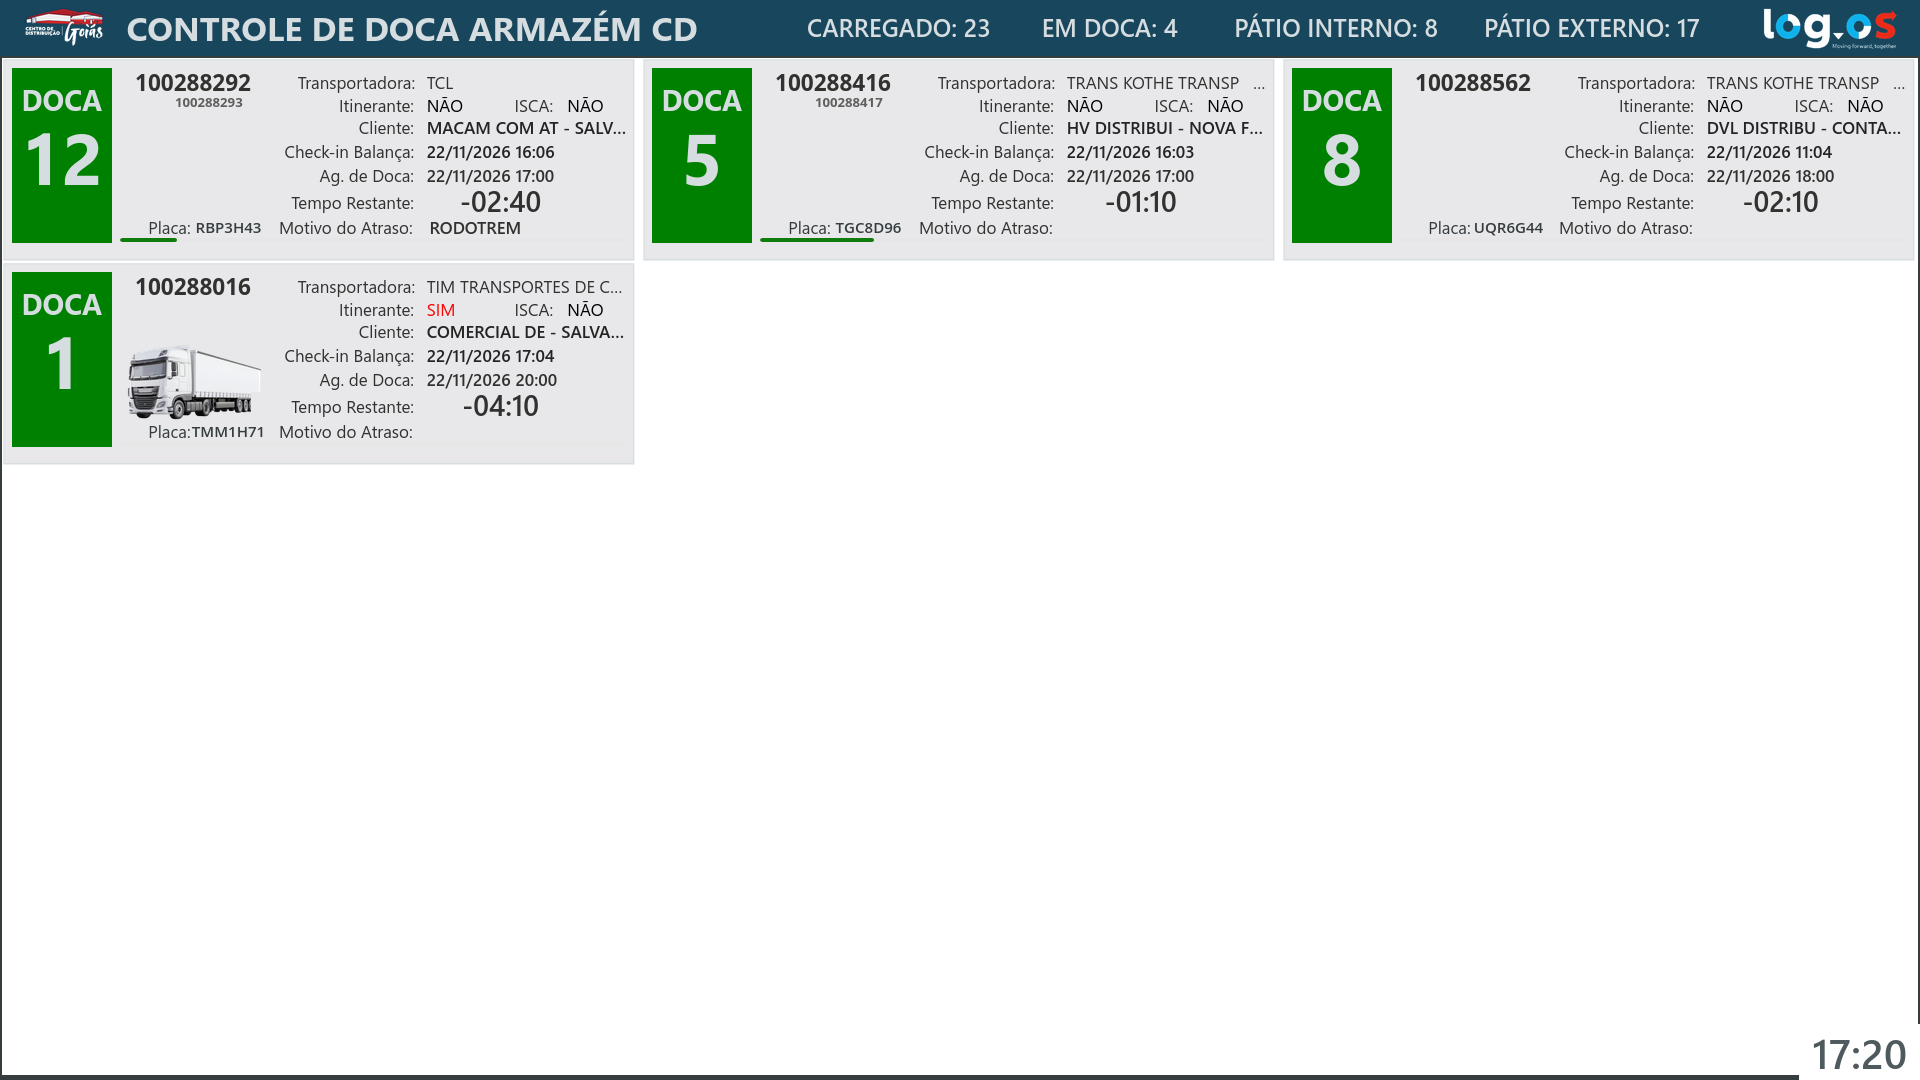 CENTRO DE DISTRIBUIÇÃO Goiás
CONTROLE DE DOCA ARMAZÉM CD
CARREGADO: 23
EM DOCA: 4
PÁTIO INTERNO: 8
PÁTIO EXTERNO: 17
log.os
Moving forward, together
DOCA
12
100288292
100288293
Transportadora: TCL
Itinerante: NÃO ISCA: NÃO
Cliente: MACAM COM AT - SALV...
Check-in Balança: 22/11/2026 16:06
Ag. de Doca: 22/11/2026 17:00
Tempo Restante: -02:40
Placa: RBP3H43 Motivo do Atraso: RODOTREM
DOCA
5
100288416
100288417
Transportadora: TRANS KOTHE TRANSP ...
Itinerante: NÃO ISCA: NÃO
Cliente: HV DISTRIBUI - NOVA F...
Check-in Balança: 22/11/2026 16:03
Ag. de Doca: 22/11/2026 17:00
Tempo Restante: -01:10
Placa: TGC8D96 Motivo do Atraso:
DOCA
8
100288562
Transportadora: TRANS KOTHE TRANSP ...
Itinerante: NÃO ISCA: NÃO
Cliente: DVL DISTRIBU - CONTA...
Check-in Balança: 22/11/2026 11:04
Ag. de Doca: 22/11/2026 18:00
Tempo Restante: -02:10
Placa: UQR6G44 Motivo do Atraso:
DOCA
1
100288016
Transportadora: TIM TRANSPORTES DE C...
Itinerante: SIM ISCA: NÃO
Cliente: COMERCIAL DE - SALVA...
Check-in Balança: 22/11/2026 17:04
Ag. de Doca: 22/11/2026 20:00
Tempo Restante: -04:10
Placa: TMM1H71 Motivo do Atraso:
17:20